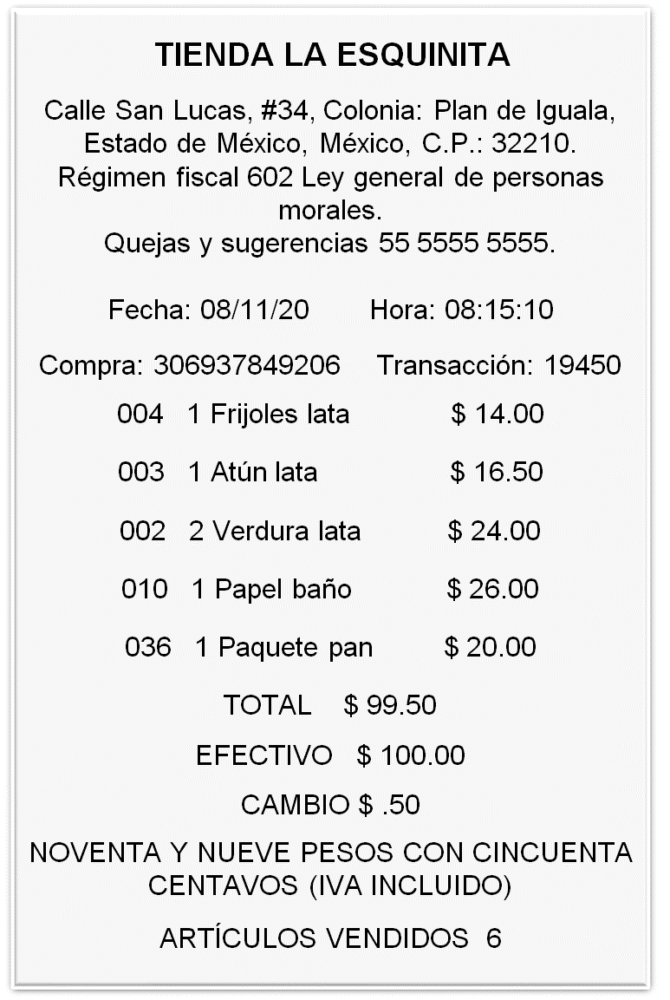 TIENDA LA ESQUINITA
Calle San Lucas, #34, Colonia: Plan de Iguala,
Estado de México, México, C.P.: 32210.
Régimen fiscal 602 Ley general de personas
morales.
Quejas y sugerencias 55 5555 5555.
Fecha: 08/11/20 Hora: 08:15:10
Compra: 306937849206 Transacción: 19450
004 1 Frijoles lata $ 14.00
003 1 Atún lata $ 16.50
002 2 Verdura lata $ 24.00
010 1 Papel baño $ 26.00
036 1 Paquete pan $ 20.00
TOTAL $ 99.50
EFECTIVO $ 100.00
CAMBIO $ .50
NOVENTA Y NUEVE PESOS CON CINCUENTA
CENTAVOS (IVA INCLUIDO)
ARTÍCULOS VENDIDOS 6